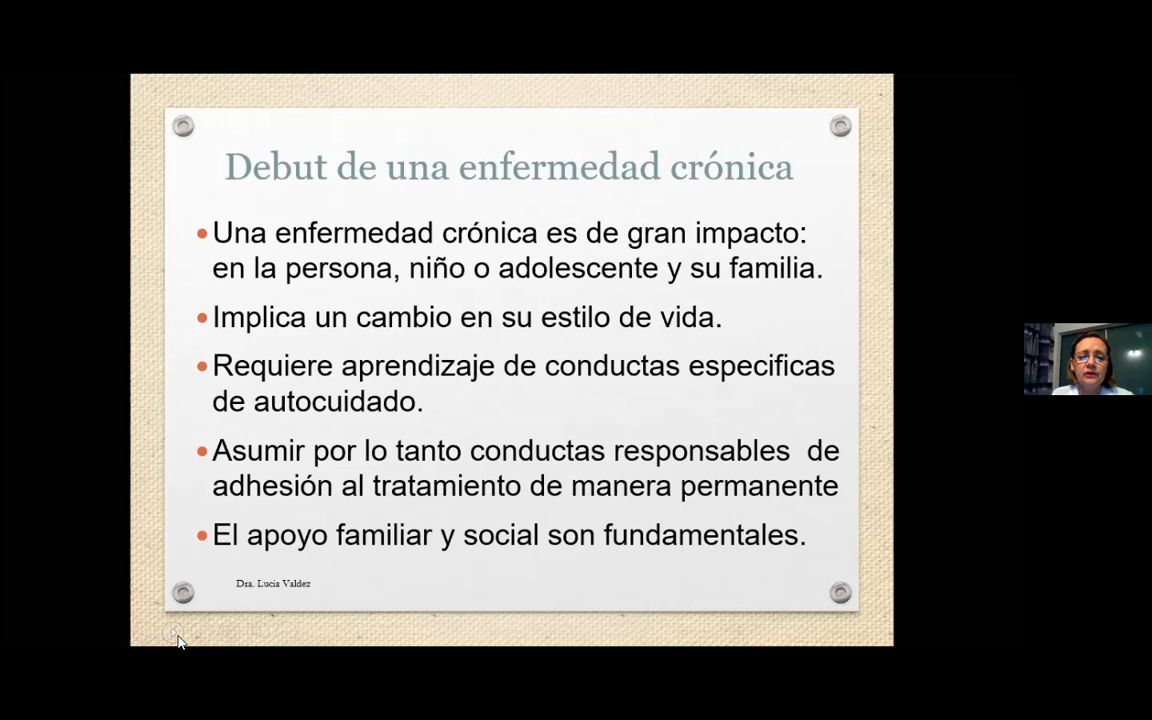 Debut de una enfermedad crónica
•Una enfermedad crónica es de gran impacto:
en la persona, niño o adolescente y su familia.
•Implica un cambio en su estilo de vida.
•Requiere aprendizaje de conductas especificas
de autocuidado.
•Asumir por lo tanto conductas responsables  de
adhesión al tratamiento de manera permanente
•El apoyo familiar y social son fundamentales.
Dra. Lucia Valdez